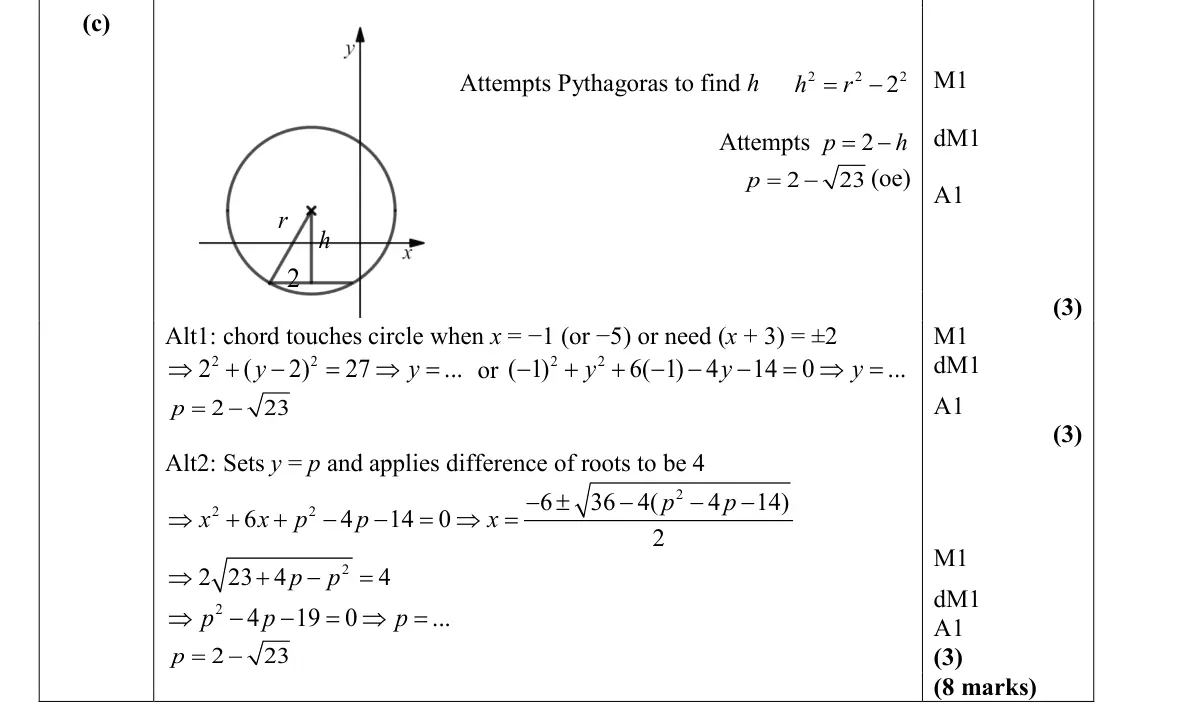 (c)
y
Attempts Pythagoras to find h h² = r² − 2² M1
Attempts p = 2 − h dM1
p = 2 − √23 (oe) A1
r
h
x
2
(3)
Alt1: chord touches circle when x = −1 (or −5) or need (x + 3) = ±2 M1
⇒ 2² + (y − 2)² = 27 ⇒ y = ... or (−1)² + y² + 6(−1) − 4y − 14 = 0 ⇒ y = ... dM1
p = 2 − √23 A1
(3)
Alt2: Sets y = p and applies difference of roots to be 4
⇒ x² + 6x + p² − 4p − 14 = 0 ⇒ x = (−6 ± √(36 − 4(p² − 4p − 14))) / 2
⇒ 2√(23 + 4p − p²) = 4 M1
⇒ p² − 4p − 19 = 0 ⇒ p = ... dM1
A1
p = 2 − √23 (3)
(8 marks)